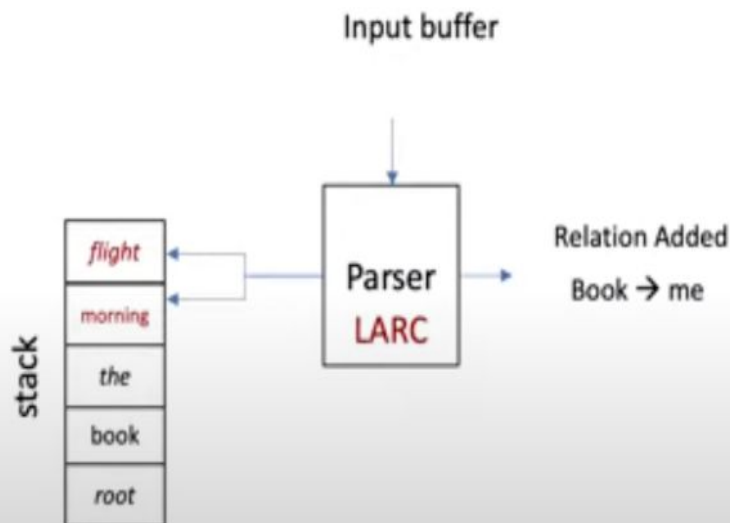 Input buffer
flight
morning
the
book
root
stack
Parser
LARC
Relation Added
Book → me